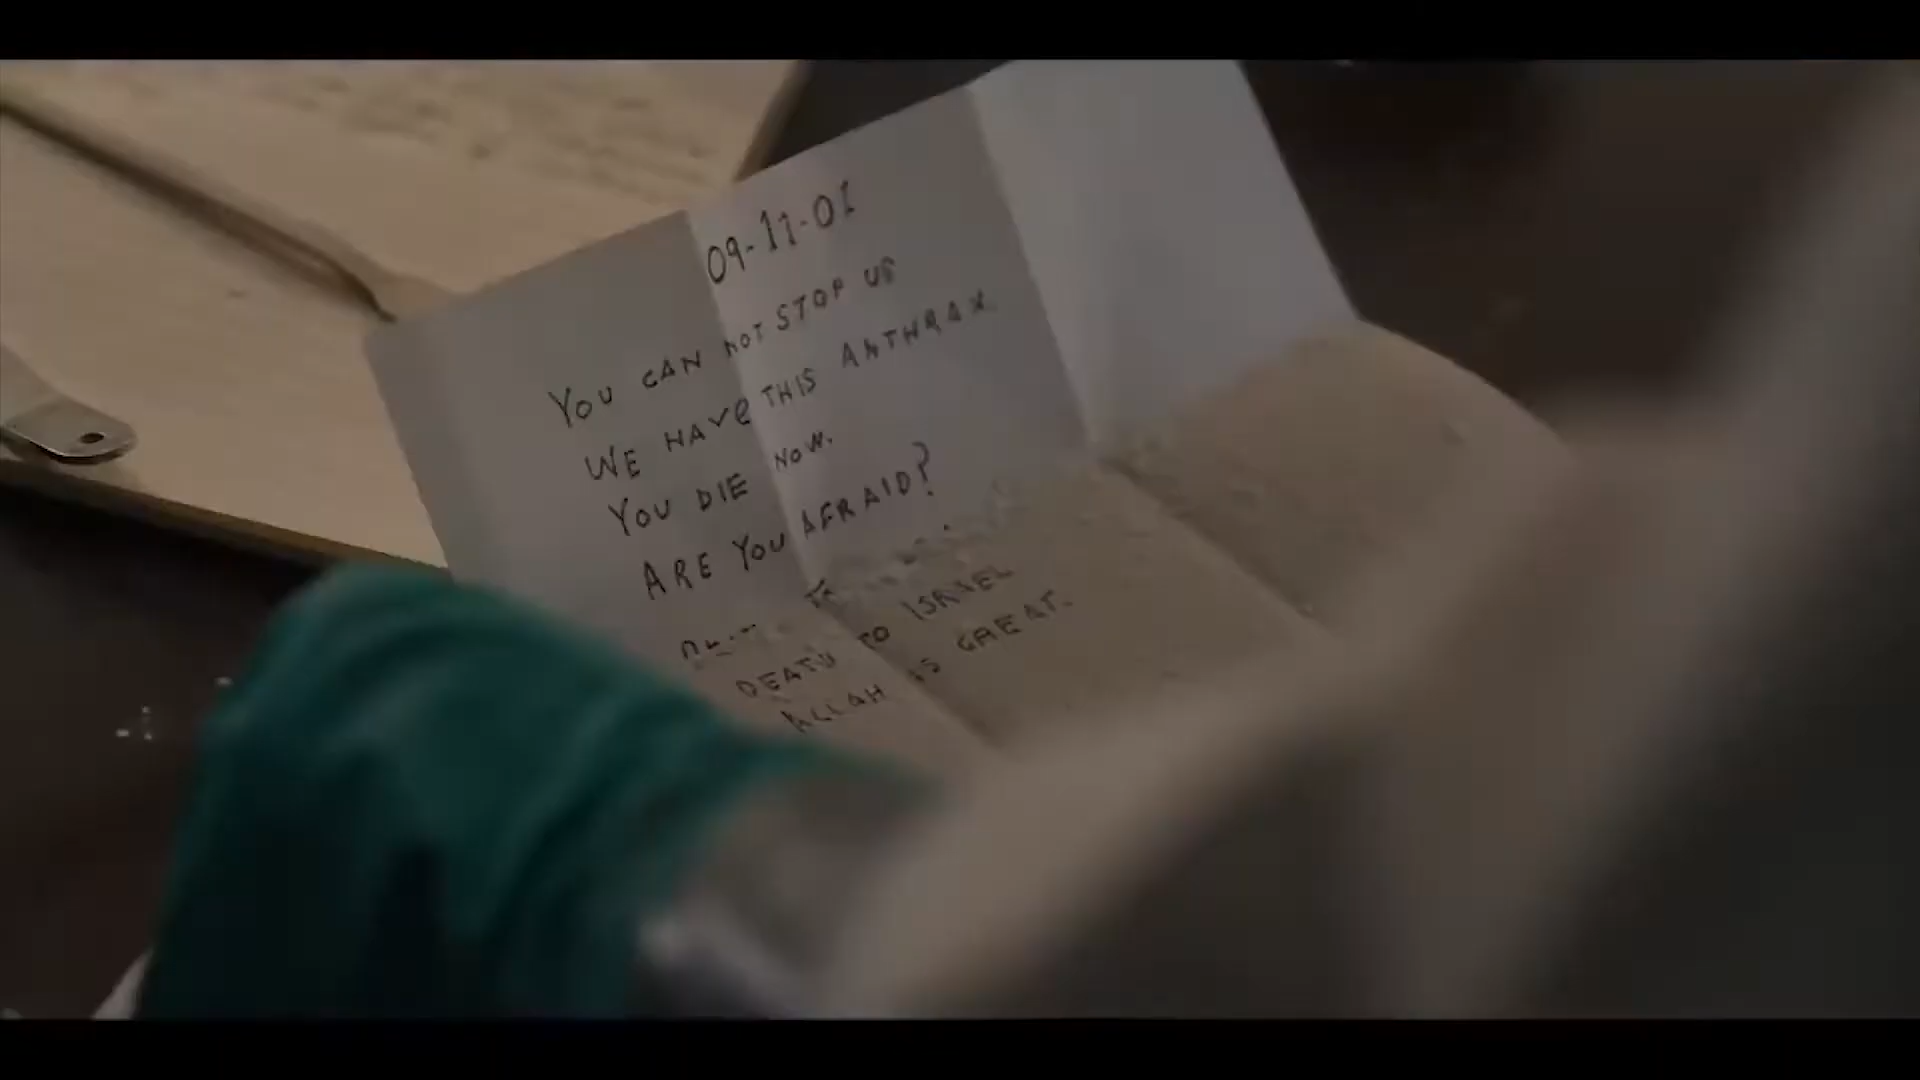 09-11-01
YOU CAN NOT STOP US
WE HAVE THIS ANTHRAX.
YOU DIE NOW.
ARE YOU AFRAID?
DEATH TO ISRAEL
ALLAH IS GREAT.